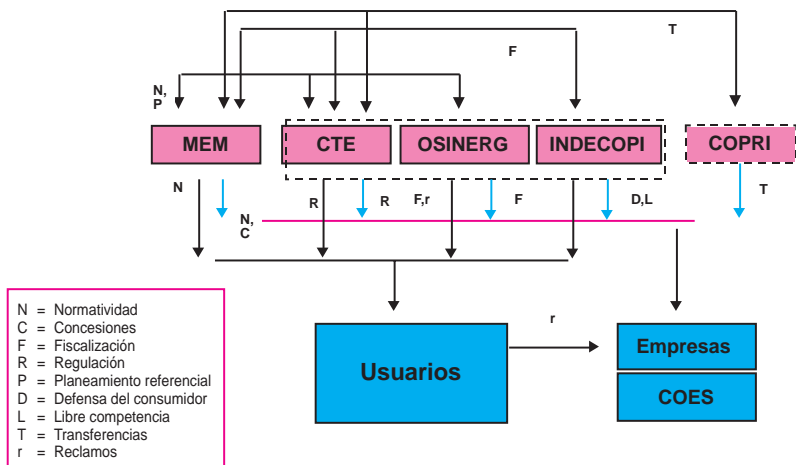 T
F
N,
P
MEM
CTE
OSINERG
INDECOPI
COPRI
N
R
R
F,r
F
D,L
T
N,
C
r
Usuarios
Empresas
COES
N = Normatividad
C = Concesiones
F = Fiscalización
R = Regulación
P = Planeamiento referencial
D = Defensa del consumidor
L = Libre competencia
T = Transferencias
r = Reclamos